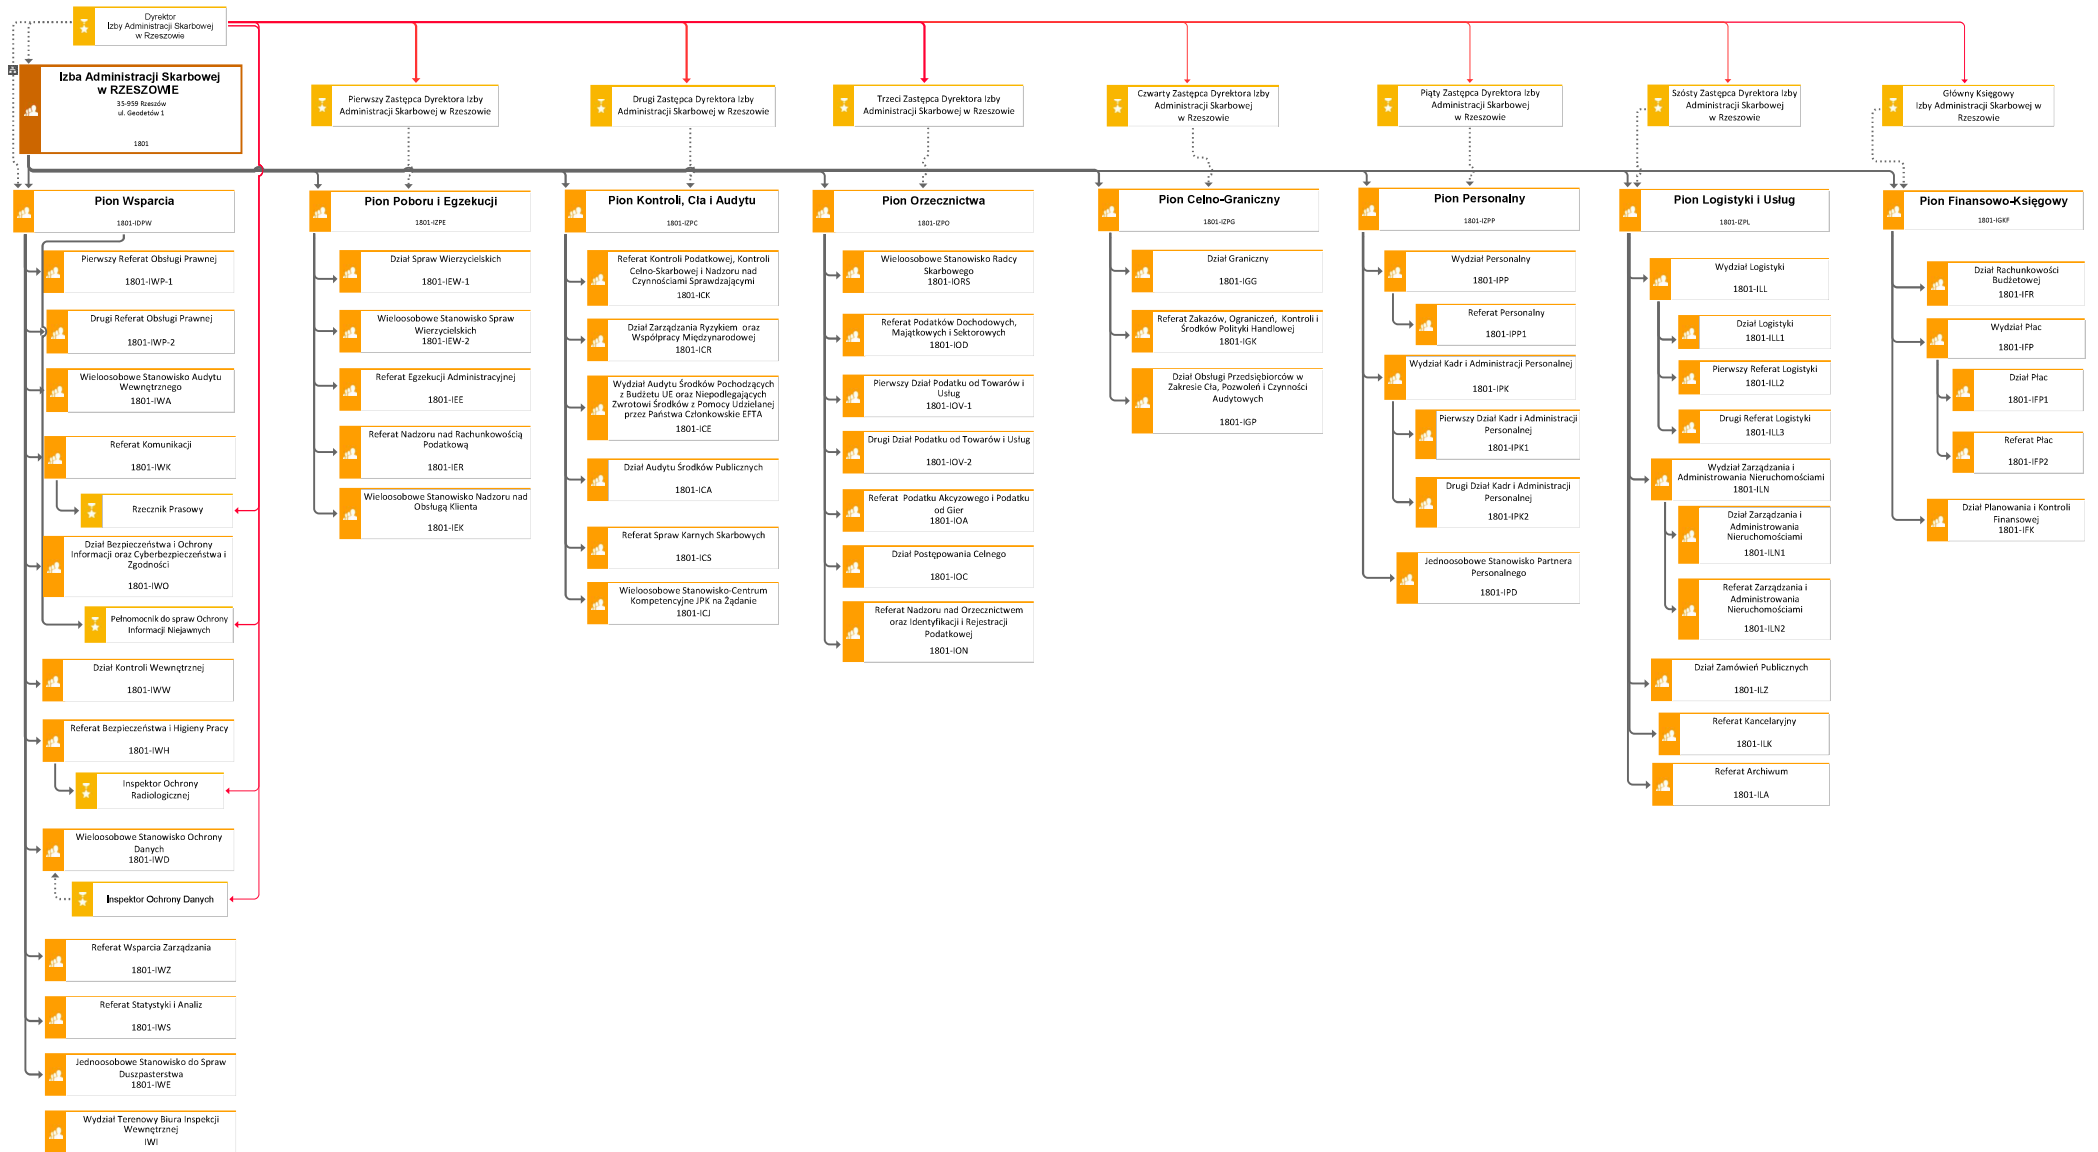 Dyrektor
Izby Administracji Skarbowej
w Rzeszowie
Izba Administracji Skarbowej
w RZESZOWIE
35-959 Rzeszów
ul. Geodetów 1
1801
Pierwszy Zastępca Dyrektora Izby
Administracji Skarbowej w Rzeszowie
Drugi Zastępca Dyrektora Izby
Administracji Skarbowej w Rzeszowie
Trzeci Zastępca Dyrektora Izby
Administracji Skarbowej w Rzeszowie
Czwarty Zastępca Dyrektora Izby
Administracji Skarbowej
w Rzeszowie
Piąty Zastępca Dyrektora Izby
Administracji Skarbowej
w Rzeszowie
Szósty Zastępca Dyrektora Izby
Administracji Skarbowej
w Rzeszowie
Główny Księgowy
Izby Administracji Skarbowej w
Rzeszowie
Pion Wsparcia
1801-IDPW
Pierwszy Referat Obsługi Prawnej
1801-IWP-1
Drugi Referat Obsługi Prawnej
1801-IWP-2
Wieloosobowe Stanowisko Audytu
Wewnętrznego
1801-IWA
Referat Komunikacji
1801-IWK
Rzecznik Prasowy
Dział Bezpieczeństwa i Ochrony
Informacji oraz Cyberbezpieczeństwa i
Zgodności
1801-IWO
Pełnomocnik do spraw Ochrony
Informacji Niejawnych
Dział Kontroli Wewnętrznej
1801-IWW
Referat Bezpieczeństwa i Higieny Pracy
1801-IWH
Inspektor Ochrony
Radiologicznej
Wieloosobowe Stanowisko Ochrony
Danych
1801-IWD
Inspektor Ochrony Danych
Referat Wsparcia Zarządzania
1801-IWZ
Referat Statystyki i Analiz
1801-IWS
Jednoosobowe Stanowisko do Spraw
Duszpasterstwa
1801-IWE
Wydział Terenowy Biura Inspekcji
Wewnętrznej
IWI
Pion Poboru i Egzekucji
1801-IZPE
Dział Spraw Wierzycielskich
1801-IEW-1
Wieloosobowe Stanowisko Spraw
Wierzycielskich
1801-IEW-2
Referat Egzekucji Administracyjnej
1801-IEE
Referat Nadzoru nad Rachunkowością
Podatkową
1801-IER
Wieloosobowe Stanowisko Nadzoru nad
Obsługą Klienta
1801-IEK
Pion Kontroli, Cła i Audytu
1801-IZPC
Referat Kontroli Podatkowej, Kontroli
Celno-Skarbowej i Nadzoru nad
Czynnościami Sprawdzającymi
1801-ICK
Dział Zarządzania Ryzykiem oraz
Współpracy Międzynarodowej
1801-ICR
Wydział Audytu Środków Pochodzących
z Budżetu UE oraz Niepodlegających
Zwrotowi Środków z Pomocy Udzielanej
przez Państwa Członkowskie EFTA
1801-ICE
Dział Audytu Środków Publicznych
1801-ICA
Referat Spraw Karnych Skarbowych
1801-ICS
Wieloosobowe Stanowisko-Centrum
Kompetencyjne JPK na Żądanie
1801-ICJ
Pion Orzecznictwa
1801-IZPO
Wieloosobowe Stanowisko Radcy
Skarbowego
1801-IORS
Referat Podatków Dochodowych,
Majątkowych i Sektorowych
1801-IOD
Pierwszy Dział Podatku od Towarów i
Usług
1801-IOV-1
Drugi Dział Podatku od Towarów i Usług
1801-IOV-2
Referat Podatku Akcyzowego i Podatku
od Gier
1801-IOA
Dział Postępowania Celnego
1801-IOC
Referat Nadzoru nad Orzecznictwem
oraz Identyfikacji i Rejestracji
Podatkowej
1801-ION
Pion Celno-Graniczny
1801-IZPG
Dział Graniczny
1801-IGG
Referat Zakazów, Ograniczeń, Kontroli i
Środków Polityki Handlowej
1801-IGK
Dział Obsługi Przedsiębiorców w
Zakresie Cła, Pozwoleń i Czynności
Audytowych
1801-IGP
Pion Personalny
1801-IZPP
Wydział Personalny
1801-IPP
Referat Personalny
1801-IPP1
Wydział Kadr i Administracji Personalnej
1801-IPK
Pierwszy Dział Kadr i Administracji
Personalnej
1801-IPK1
Drugi Dział Kadr i Administracji
Personalnej
1801-IPK2
Jednoosobowe Stanowisko Partnera
Personalnego
1801-IPD
Pion Logistyki i Usług
1801-IZPL
Wydział Logistyki
1801-ILL
Dział Logistyki
1801-ILL1
Pierwszy Referat Logistyki
1801-ILL2
Drugi Referat Logistyki
1801-ILL3
Wydział Zarządzania i
Administrowania Nieruchomościami
1801-ILN
Dział Zarządzania i
Administrowania
Nieruchomościami
1801-ILN1
Referat Zarządzania i
Administrowania
Nieruchomościami
1801-ILN2
Dział Zamówień Publicznych
1801-ILZ
Referat Kancelaryjny
1801-ILK
Referat Archiwum
1801-ILA
Pion Finansowo-Księgowy
1801-IGKF
Dział Rachunkowości
Budżetowej
1801-IFR
Wydział Płac
1801-IFP
Dział Płac
1801-IFP1
Referat Płac
1801-IFP2
Dział Planowania i Kontroli
Finansowej
1801-IFK